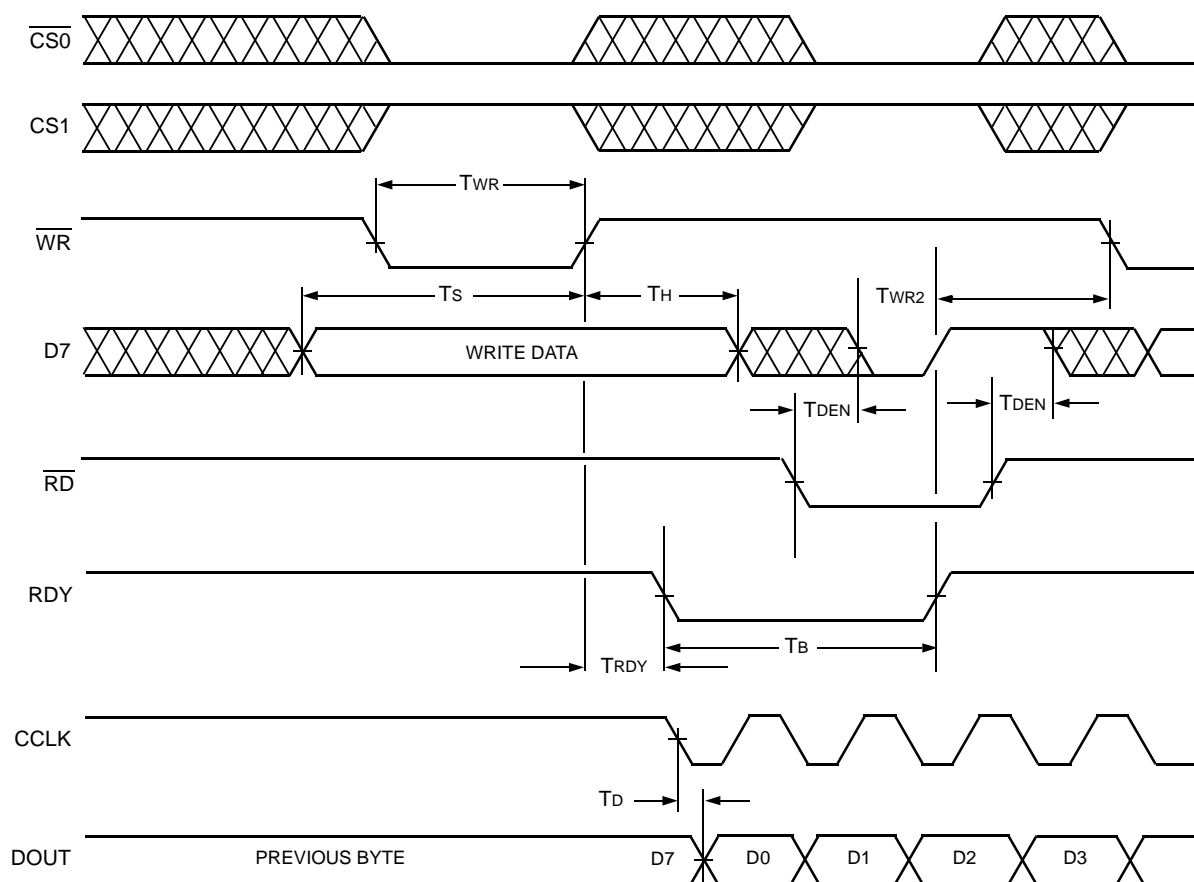 CS0
CS1
TWR
WR
TS
TH
TWR2
D7
WRITE DATA
TDEN
TDEN
RD
RDY
TB
TRDY
CCLK
TD
DOUT
PREVIOUS BYTE
D7
D0
D1
D2
D3